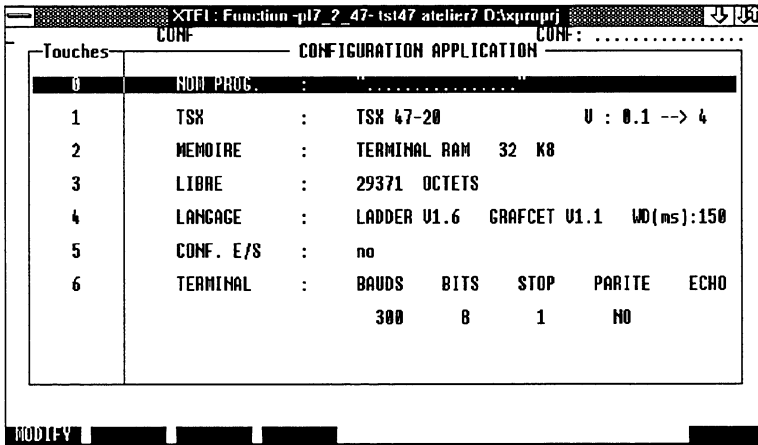 XTEL : Function -pl7_2_47- tst47 atelier7 D:\xproprj
CONF CONF: ................
Touches CONFIGURATION APPLICATION
0 NOM PROG. : "................"
1 TSX : TSX 47-20 V : 0.1 --> 4
2 MEMOIRE : TERMINAL RAM 32 K8
3 LIBRE : 29371 OCTETS
4 LANGAGE : LADDER V1.6 GRAFCET V1.1 WD(ms):150
5 CONF. E/S : no
6 TERMINAL : BAUDS BITS STOP PARITE ECHO
300 8 1 NO
MODIFY